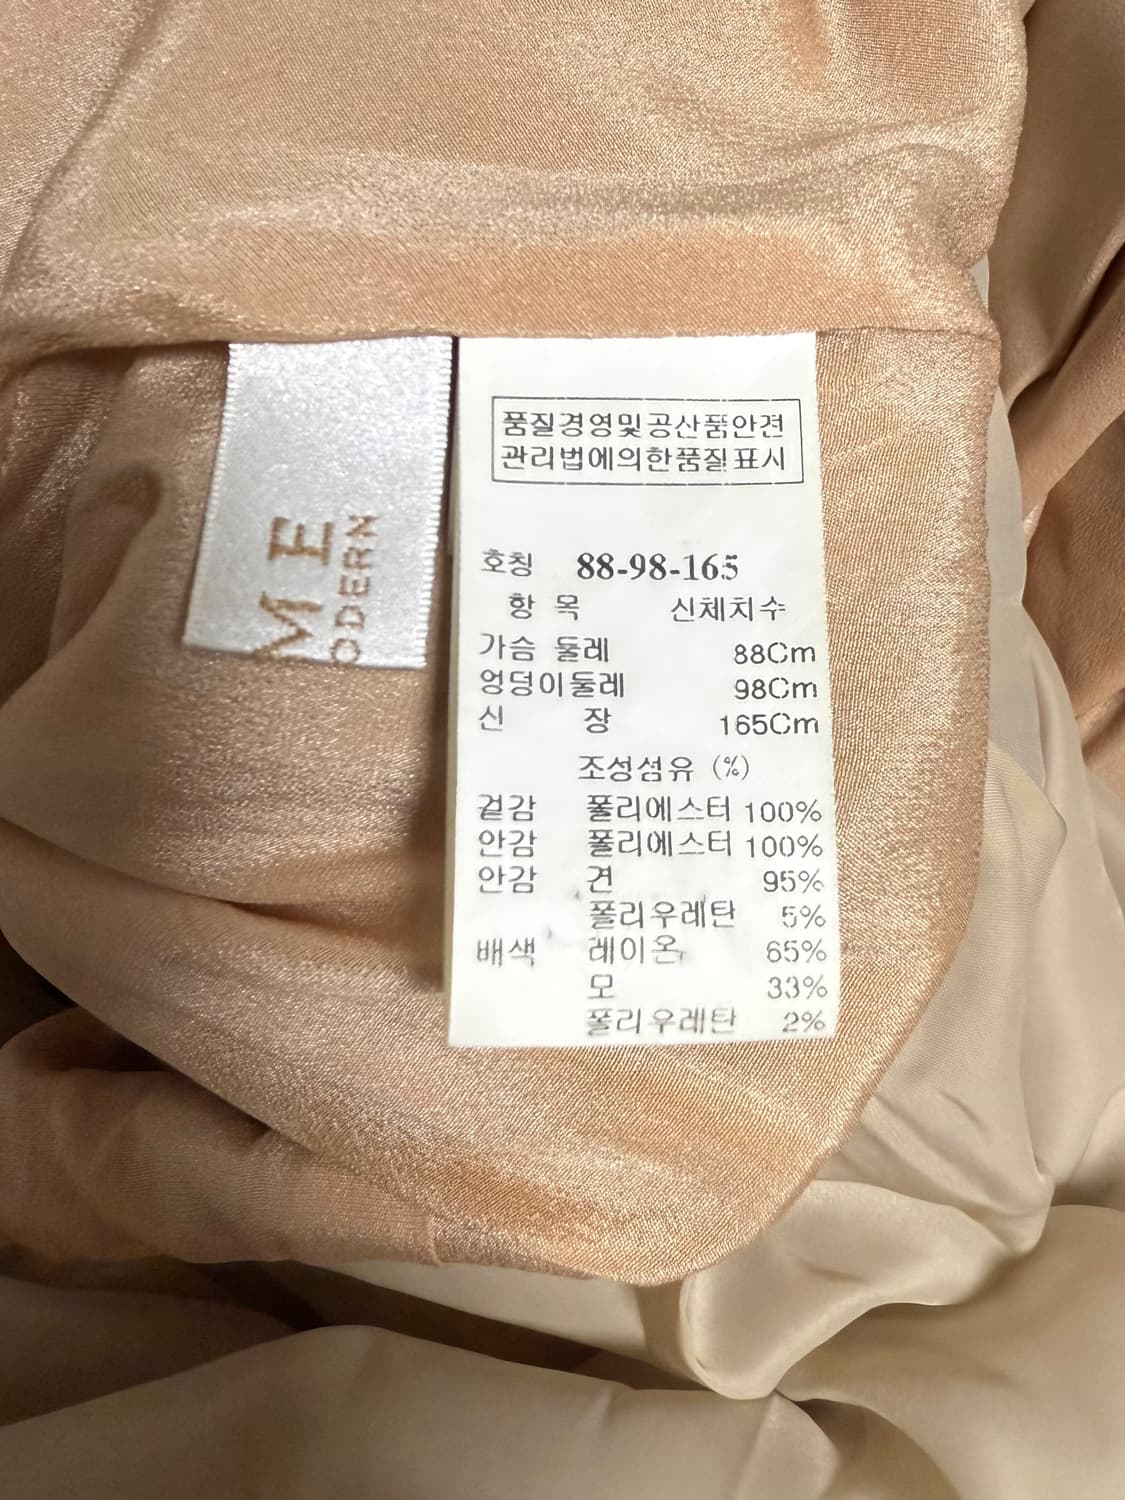 M E
ODERN
품질경영및공산품안전
관리법에의한품질표시
호칭 88-98-165
항 목 신체치수
가슴 둘레 88Cm
엉덩이둘레 98Cm
신 장 165Cm
조성섬유 (%)
겉감 폴리에스터 100%
안감 폴리에스터 100%
안감 견 95%
폴리우레탄 5%
배색 레이온 65%
모 33%
폴리우레탄 2%